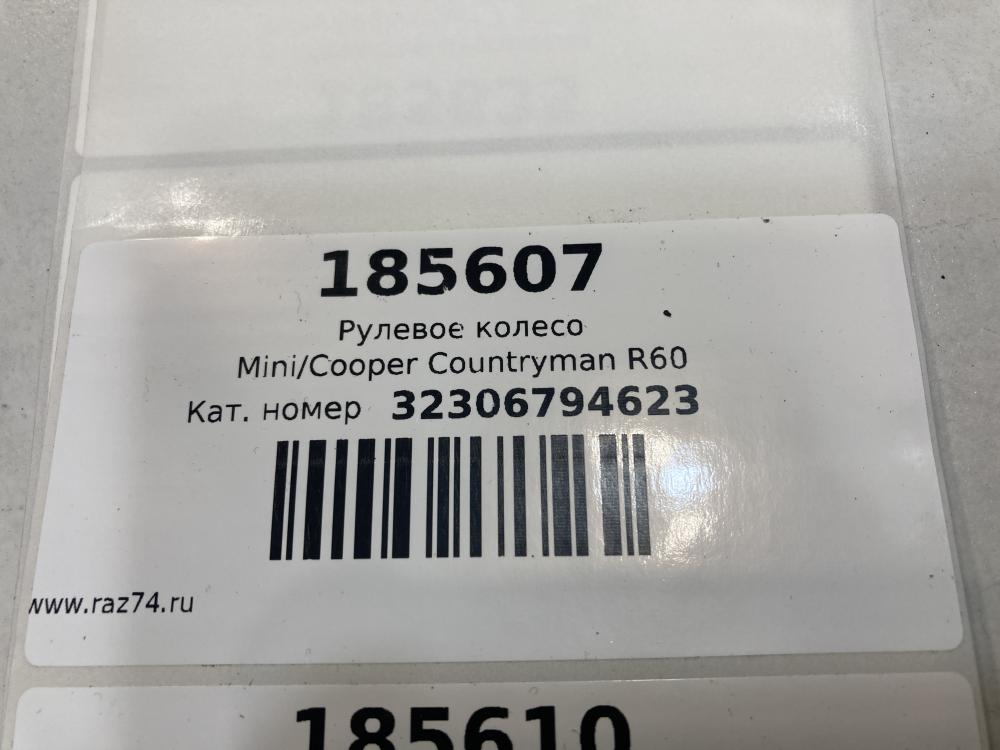 185607
Рулевое колесо
Mini/Cooper Countryman R60
Кат. номер 32306794623
www.raz74.ru
185610